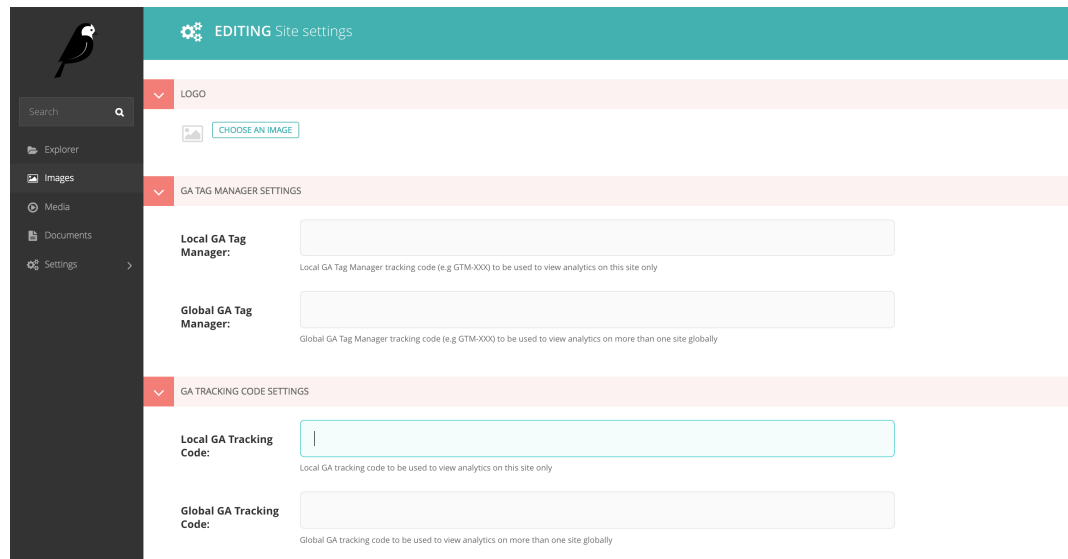 EDITING Site settings
Search
Explorer
Images
Media
Documents
Settings
LOGO
CHOOSE AN IMAGE
GA TAG MANAGER SETTINGS
Local GA Tag
Manager:
Local GA Tag Manager tracking code (e.g GTM-XXX) to be used to view analytics on this site only
Global GA Tag
Manager:
Global GA Tag Manager tracking code (e.g GTM-XXX) to be used to view analytics on more than one site globally
GA TRACKING CODE SETTINGS
Local GA Tracking
Code:
Local GA tracking code to be used to view analytics on this site only
Global GA Tracking
Code:
Global GA tracking code to be used to view analytics on more than one site globally